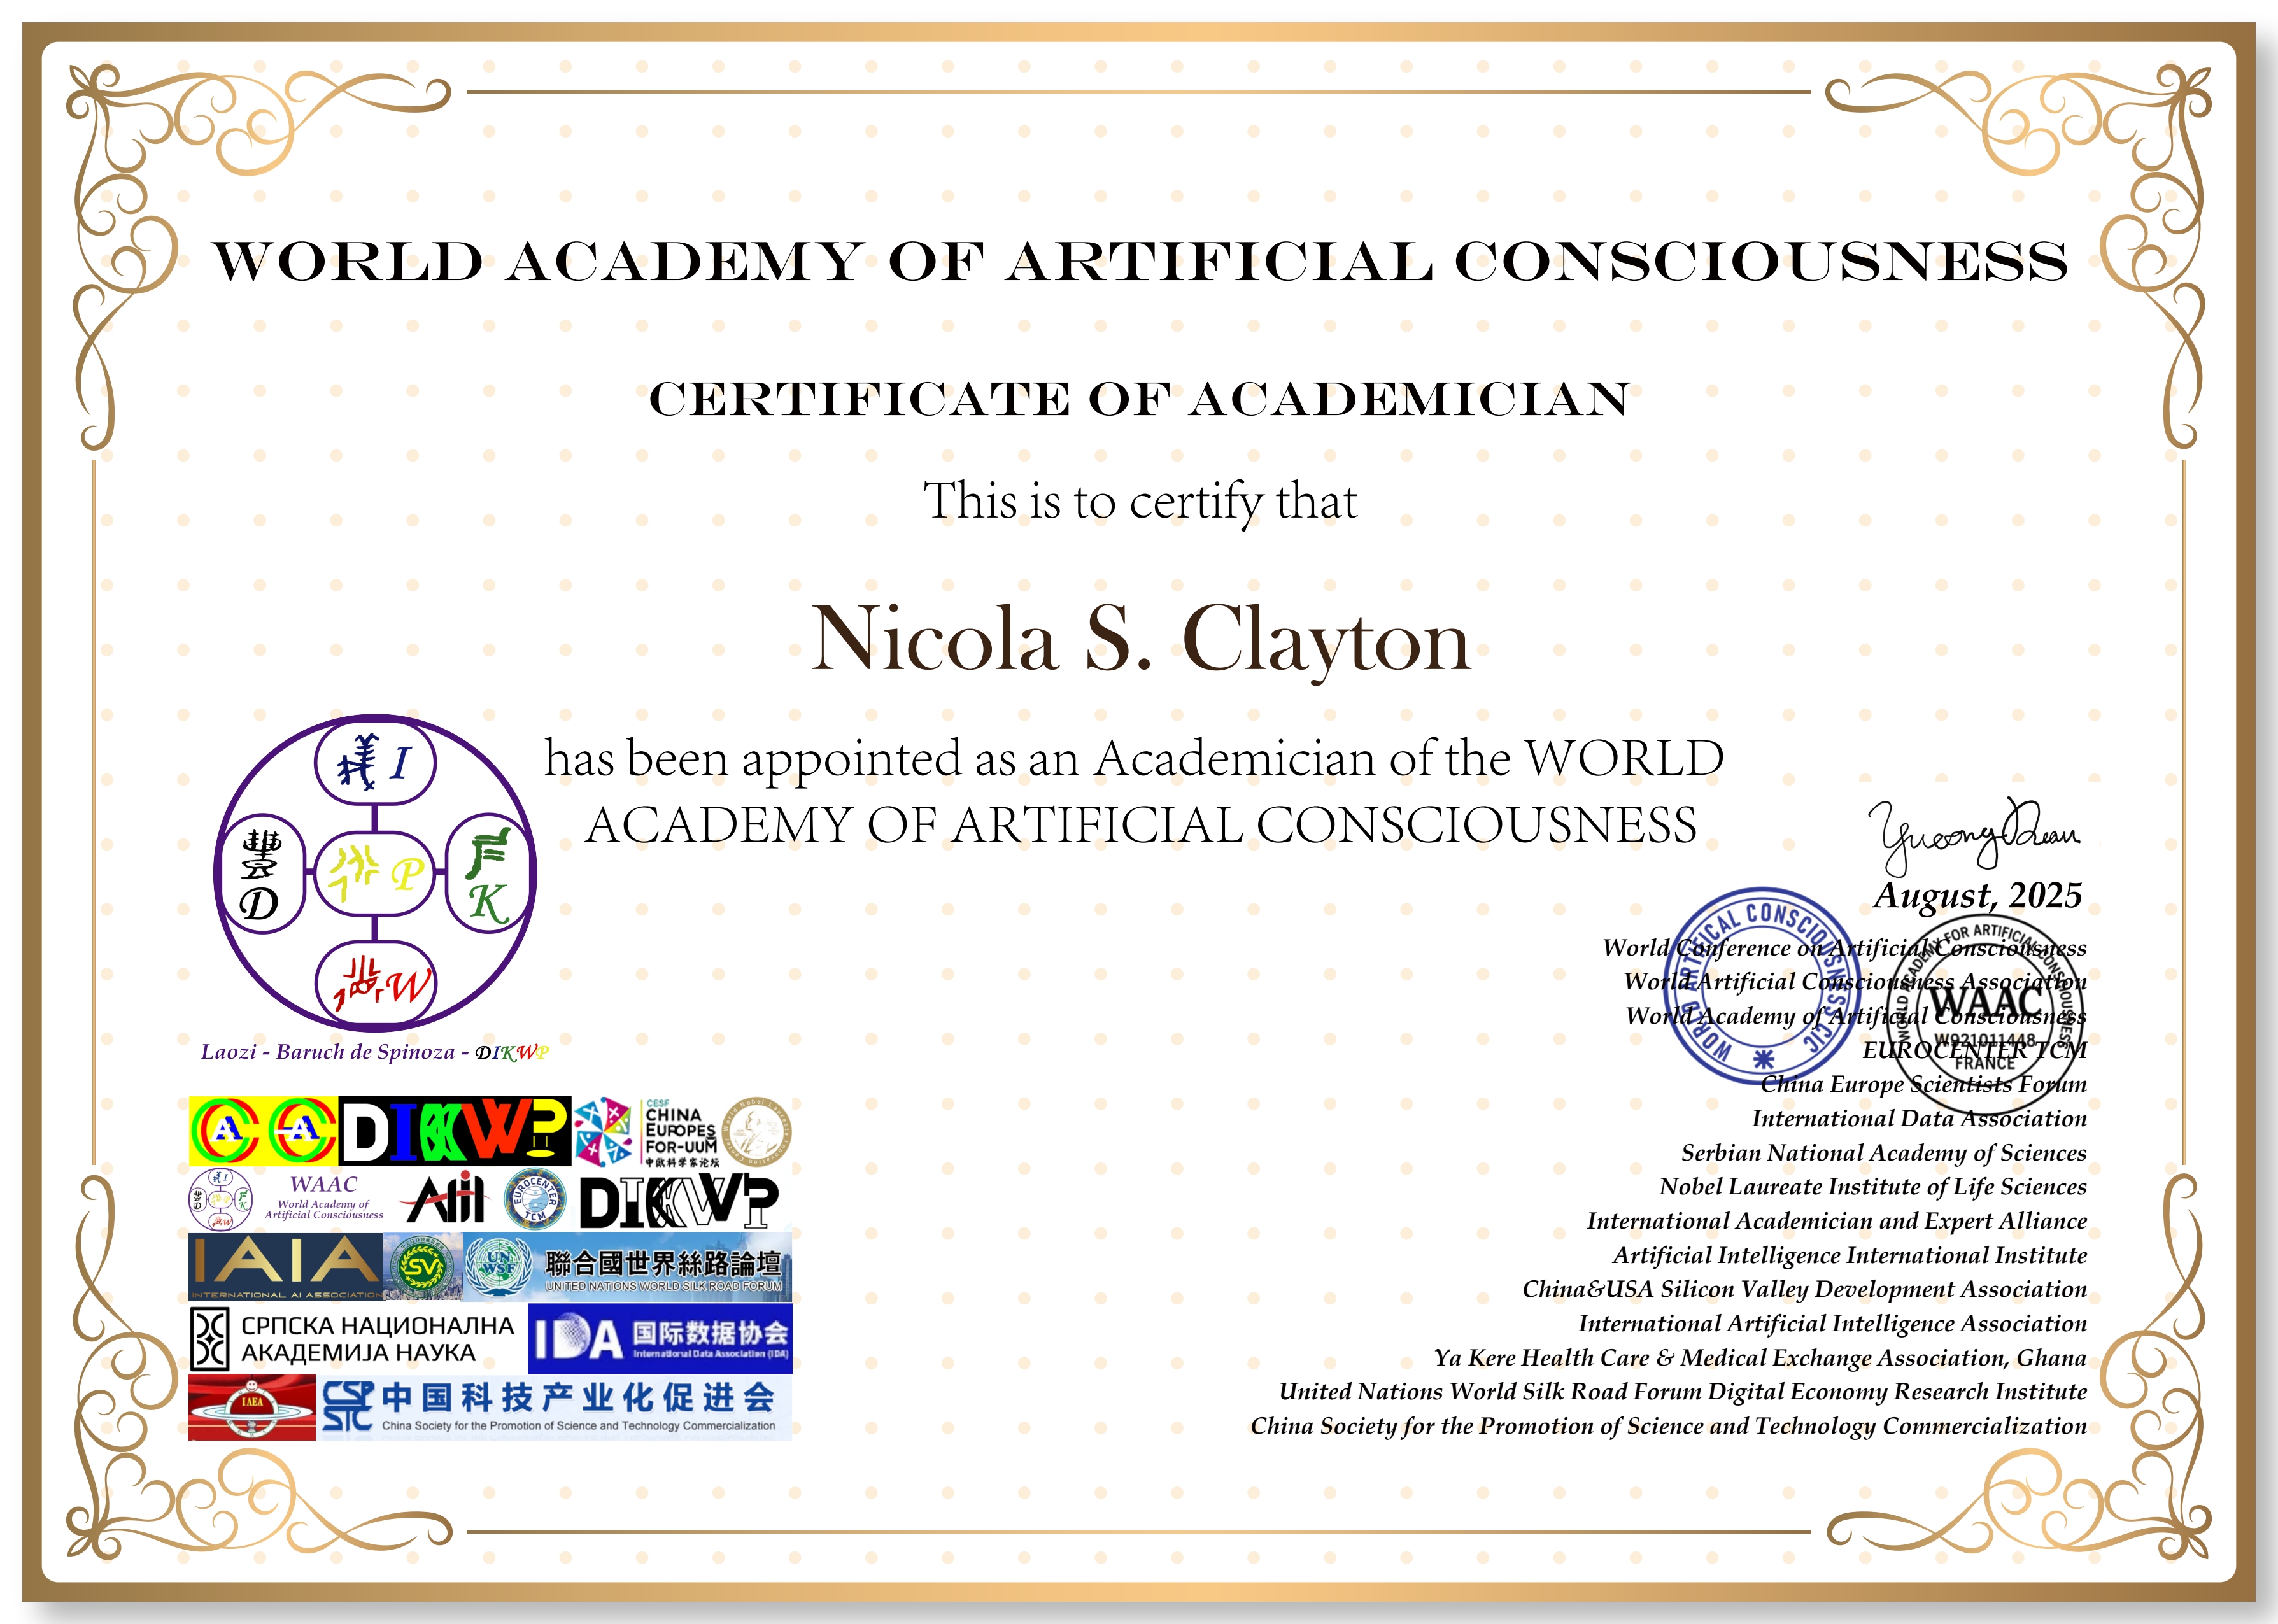 WORLD ACADEMY OF ARTIFICIAL CONSCIOUSNESS
CERTIFICATE OF ACADEMICIAN
This is to certify that
Nicola S. Clayton
has been appointed as an Academician of the WORLD
ACADEMY OF ARTIFICIAL CONSCIOUSNESS
I
D
P
K
W
Laozi - Baruch de Spinoza - DIKWP
August, 2025
World Conference on Artificial Consciousness
World Artificial Consciousness Association
World Academy of Artificial Consciousness
EUROCENTER TCM
China Europe Scientists Forum
International Data Association
Serbian National Academy of Sciences
Nobel Laureate Institute of Life Sciences
International Academician and Expert Alliance
Artificial Intelligence International Institute
China&USA Silicon Valley Development Association
International Artificial Intelligence Association
Ya Kere Health Care & Medical Exchange Association, Ghana
United Nations World Silk Road Forum Digital Economy Research Institute
China Society for the Promotion of Science and Technology Commercialization
WORLD ARTIFICAL CONSCIOUSNESS CIC
WORLD ACADEMY FOR ARTIFICIAL CONSCIOUSNESS
WAAC
W921011448
FRANCE
DIKWP
CESF
CHINA
EUROPES
FOR-UUM
中欧科学家论坛
WAAC
World Academy of
Artificial Consciousness
AIII
EUROCENTER
TCM
DIKWP
IAIA
INTERNATIONAL AI ASSOCIATION
SV
UN
WSF
聯合國世界絲路論壇
UNITED NATIONS WORLD SILK ROAD FORUM
СРПСКА НАЦИОНАЛНА
АКАДЕМИЈА НАУКА
IDA
国际数据协会
International Data Association (IDA)
IAEA
CSP
STC
中国科技产业化促进会
China Society for the Promotion of Science and Technology Commercialization